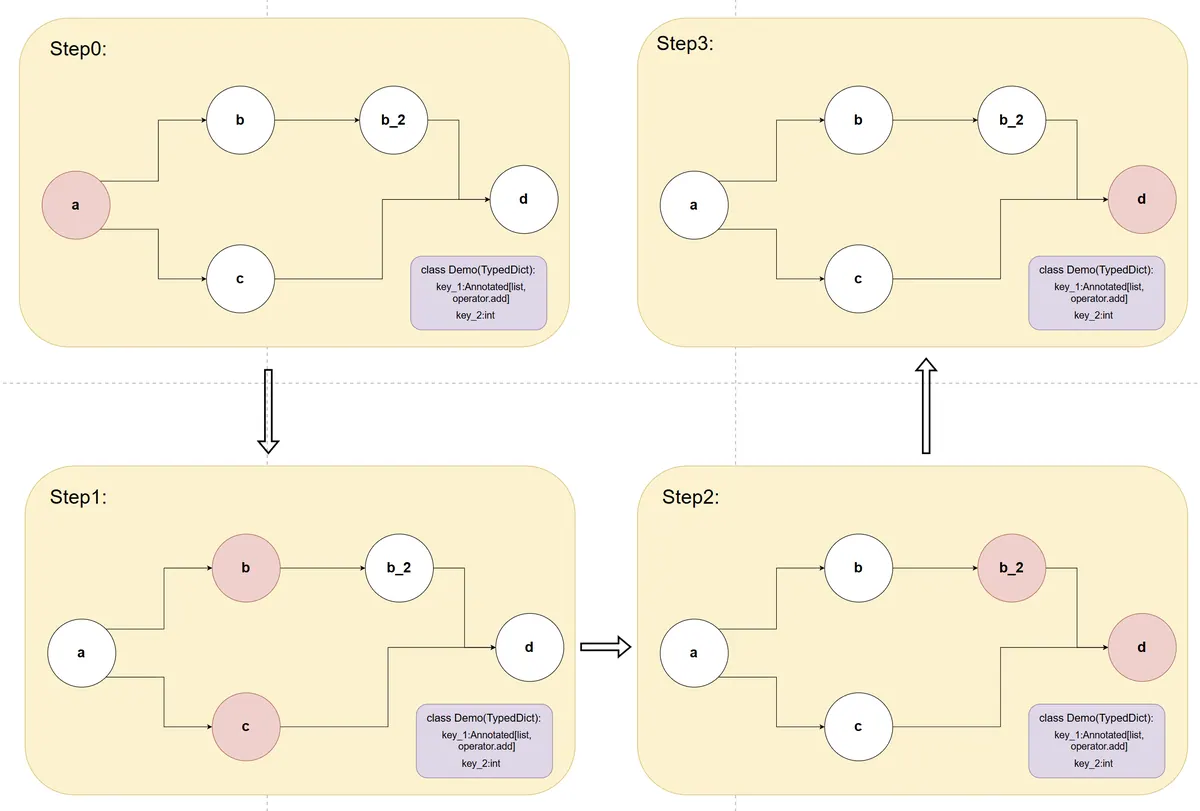 Step0:
b
b_2
a
d
c
class Demo(TypedDict):
key_1:Annotated[list,
operator.add]
key_2:int
Step3:
b
b_2
a
d
c
class Demo(TypedDict):
key_1:Annotated[list,
operator.add]
key_2:int
Step1:
b
b_2
a
d
c
class Demo(TypedDict):
key_1:Annotated[list,
operator.add]
key_2:int
Step2:
b
b_2
a
d
c
class Demo(TypedDict):
key_1:Annotated[list,
operator.add]
key_2:int